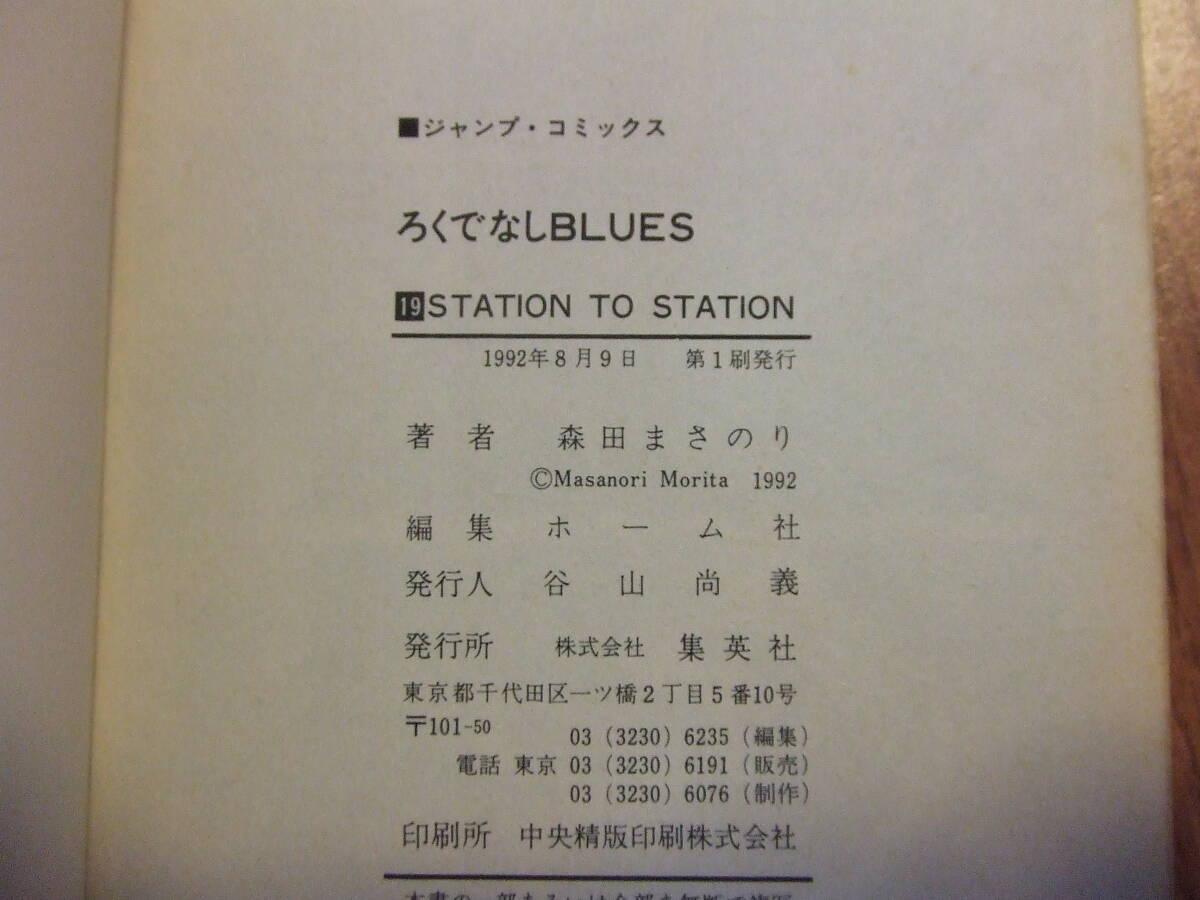 ■ジャンプ・コミックス
ろくでなしBLUES
19 STATION TO STATION
1992年8月9日 第1刷発行
著者 森田まさのり
©Masanori Morita 1992
編集 ホーム社
発行人 谷山尚義
発行所 株式会社 集英社
東京都千代田区一ツ橋2丁目5番10号
〒101-50
03 (3230) 6235 (編集)
電話 東京 03 (3230) 6191 (販売)
03 (3230) 6076 (制作)
印刷所 中央精版印刷株式会社